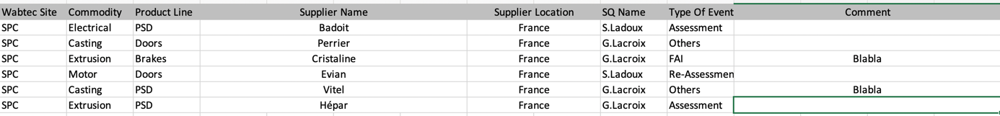 Wabtec Site Commodity Product Line Supplier Name Supplier Location SQ Name Type Of Event Comment
SPC Electrical PSD Badoit France S.Ladoux Assessment
SPC Casting Doors Perrier France G.Lacroix Others
SPC Extrusion Brakes Cristaline France G.Lacroix FAI Blabla
SPC Motor Doors Evian France S.Ladoux Re-Assessmen
SPC Casting PSD Vitel France G.Lacroix Others Blabla
SPC Extrusion PSD Hépar France G.Lacroix Assessment